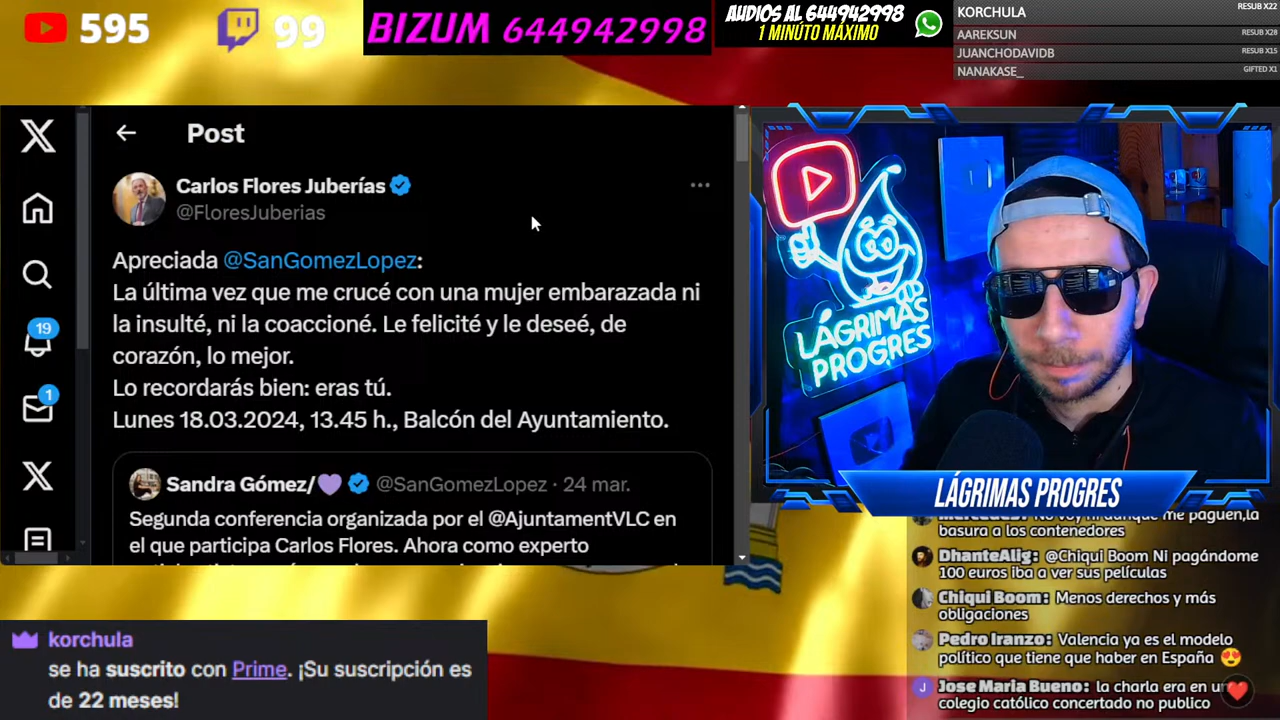 595
99
BIZUM 644942998
AUDIOS AL 644942998
1 MINÚTO MÁXIMO
KORCHULA
RESUB X22
AAREKSUN
RESUB X28
JUANCHODAVIDB
RESUB X15
NANAKASE_
GIFTED X1
Post
Carlos Flores Juberías
@FloresJuberias
Apreciada @SanGomezLopez:
La última vez que me crucé con una mujer embarazada ni
la insulté, ni la coaccioné. Le felicité y le deseé, de
corazón, lo mejor.
Lo recordarás bien: eras tú.
Lunes 18.03.2024, 13.45 h., Balcón del Ayuntamiento.
19
1
Sandra Gómez/💜 @SanGomezLopez · 24 mar.
Segunda conferencia organizada por el @AjuntamentVLC en
el que participa Carlos Flores. Ahora como experto
LÁGRIMAS
PROGRES
LÁGRIMAS PROGRES
me paguen,la
basura a los contenedores
DhanteAlig: @Chiqui Boom Ni pagándome
100 euros iba a ver sus películas
Chiqui Boom: Menos derechos y más
obligaciones
Pedro Iranzo: Valencia ya es el modelo
político que tiene que haber en España 😍
J
Jose Maria Bueno: la charla era en un
colegio católico concertado no publico
korchula
se ha suscrito con Prime. ¡Su suscripción es
de 22 meses!